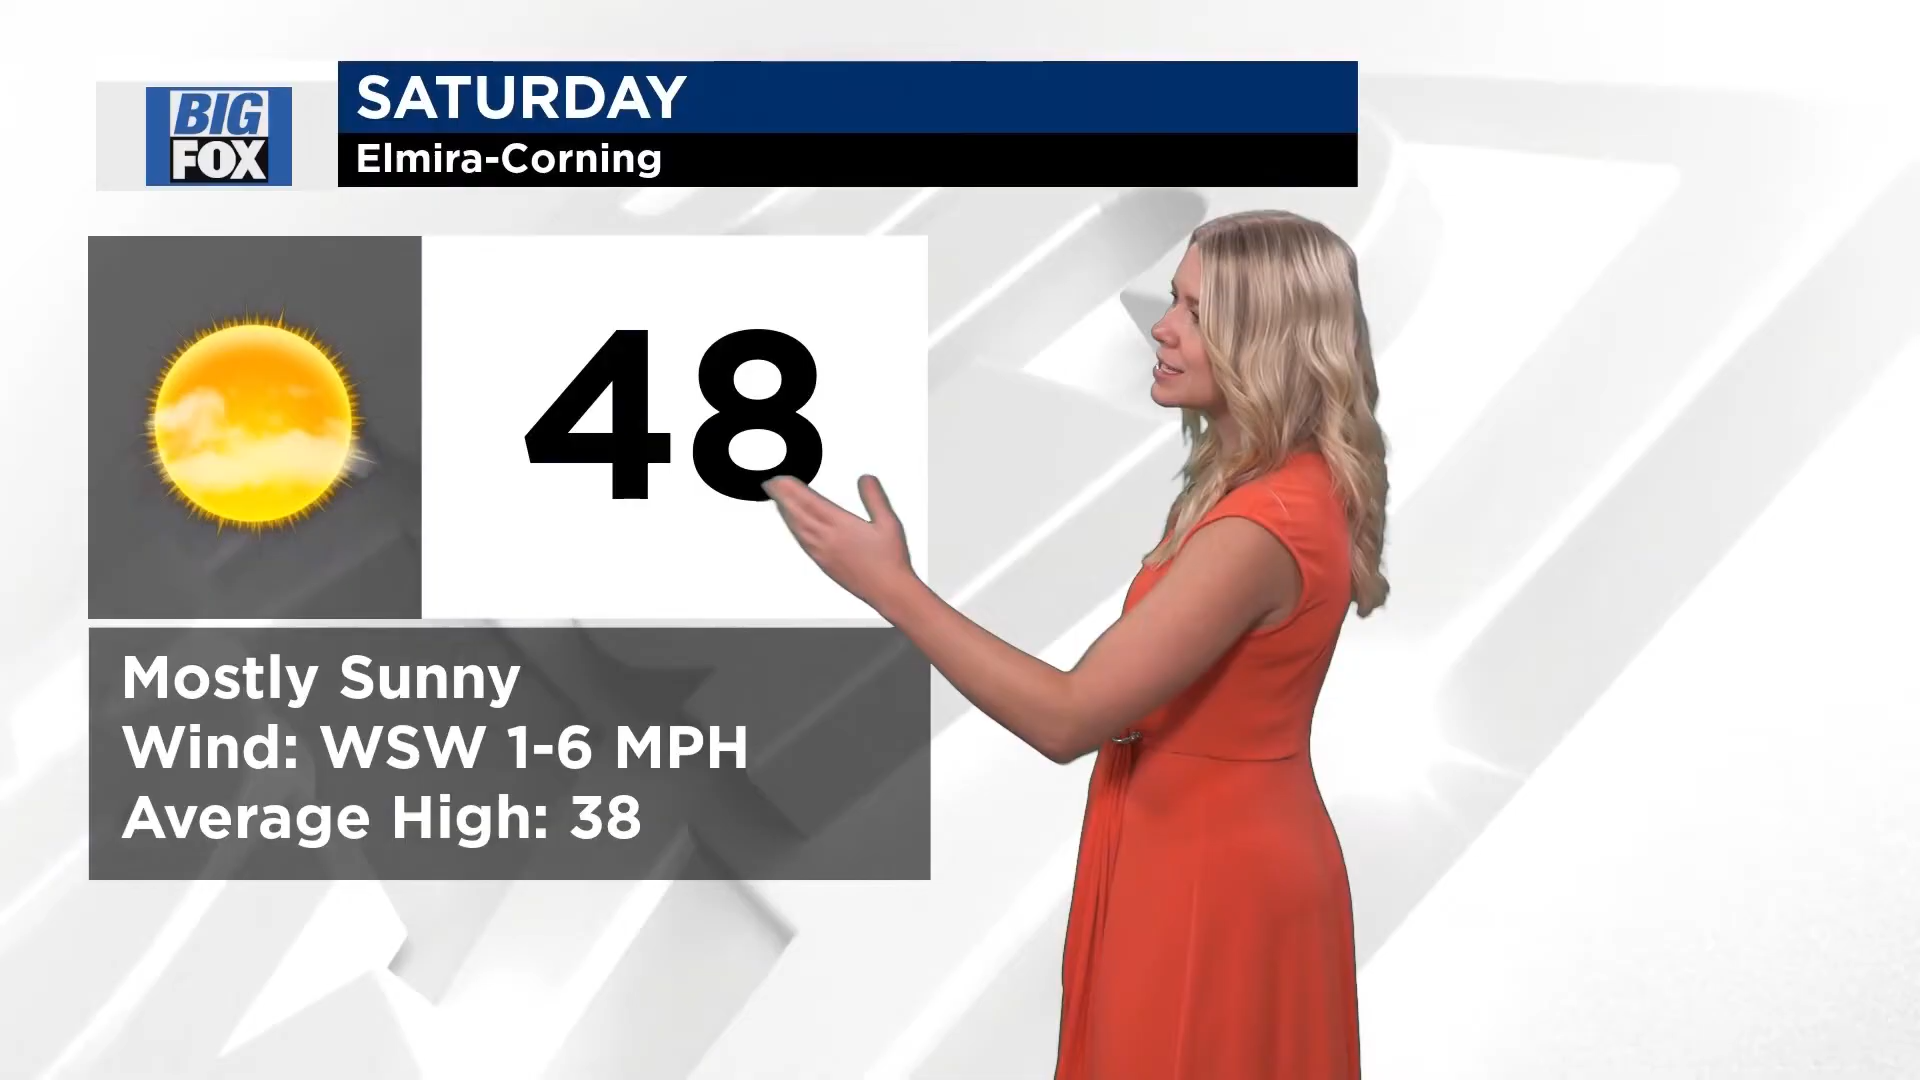 BIG
FOX
SATURDAY
Elmira-Corning
48
Mostly Sunny
Wind: WSW 1-6 MPH
Average High: 38